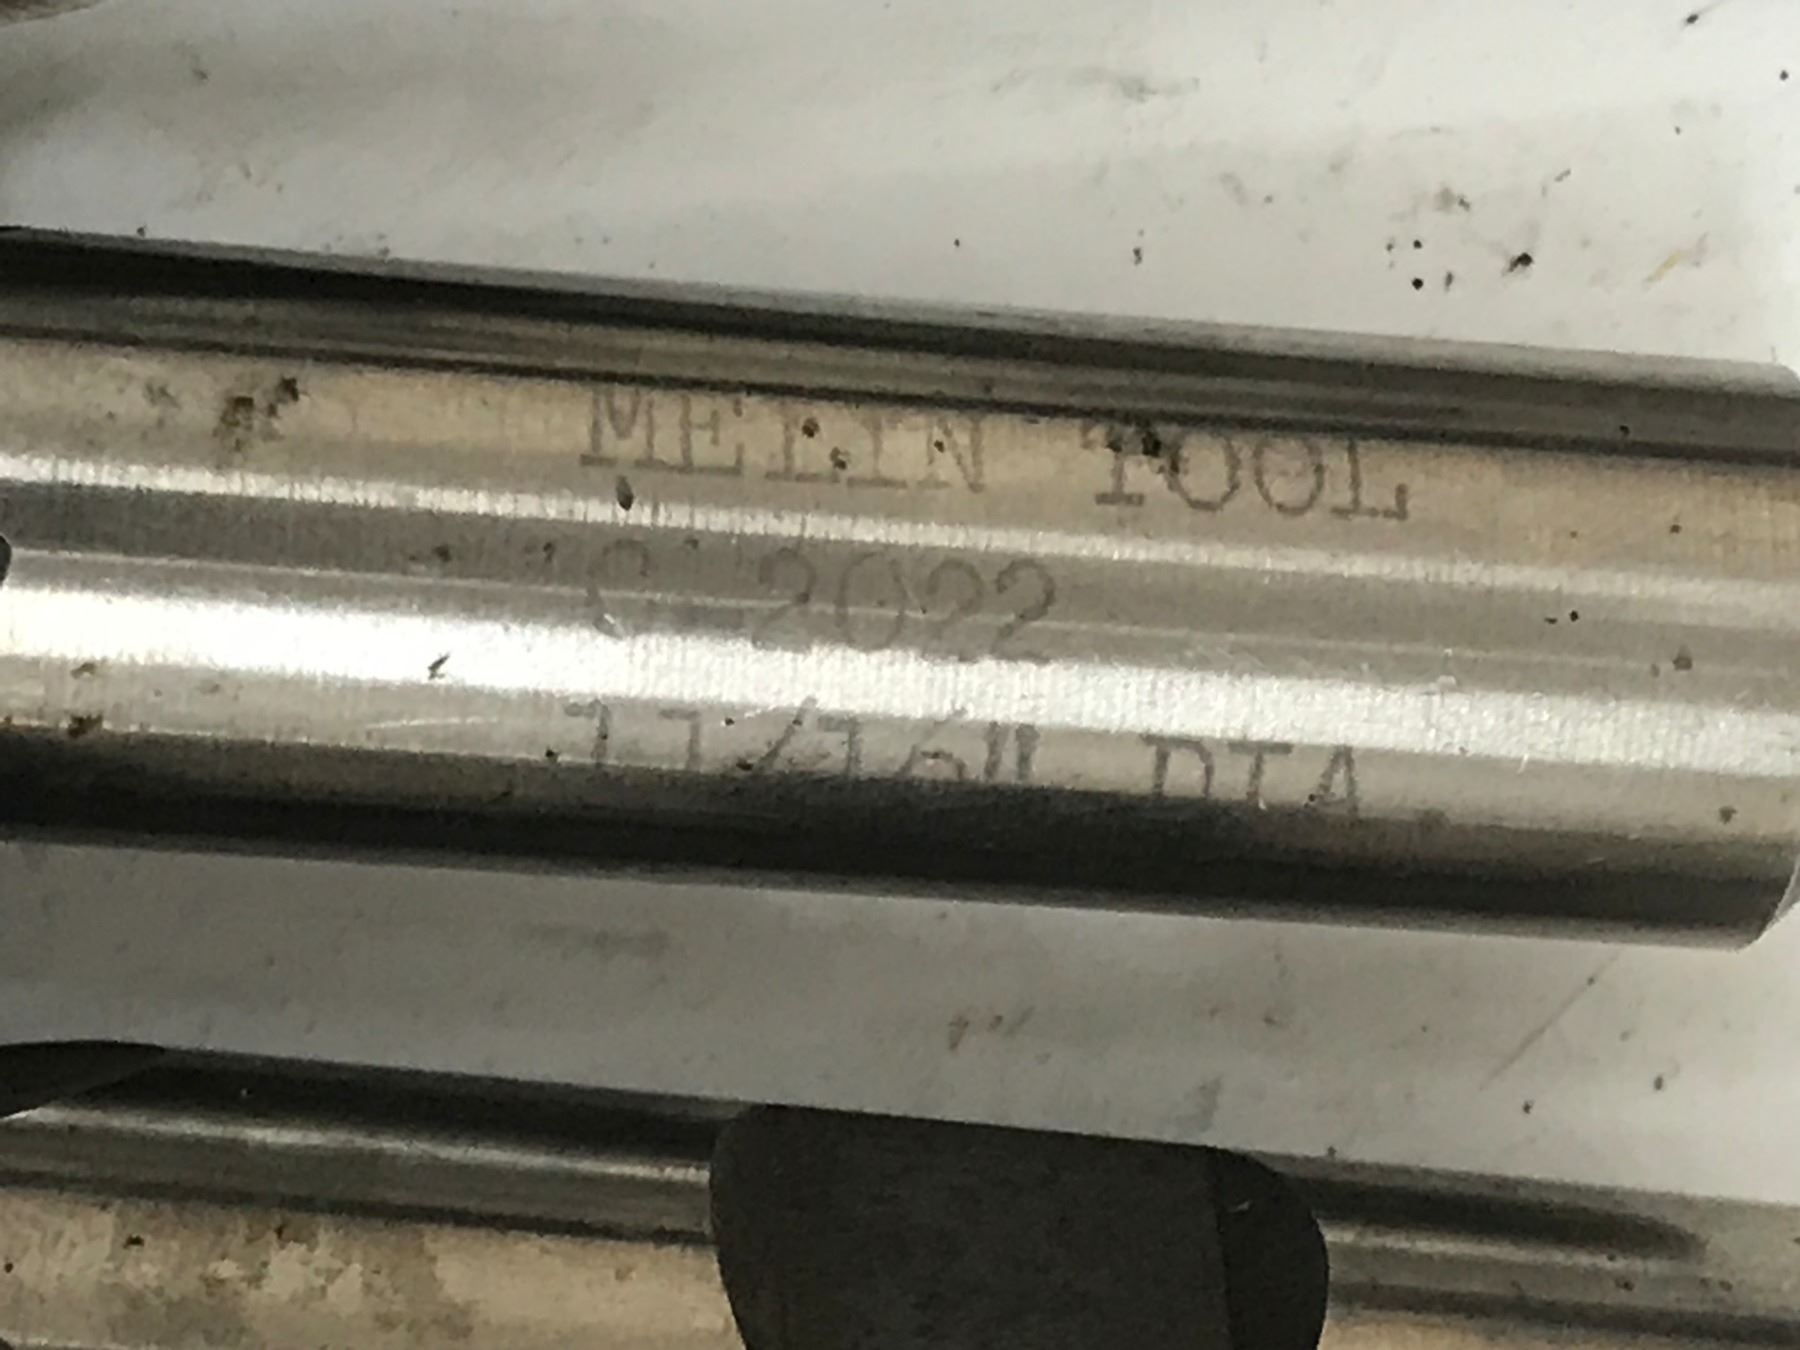 MELIN TOOL
C-2022
11/16" DIA